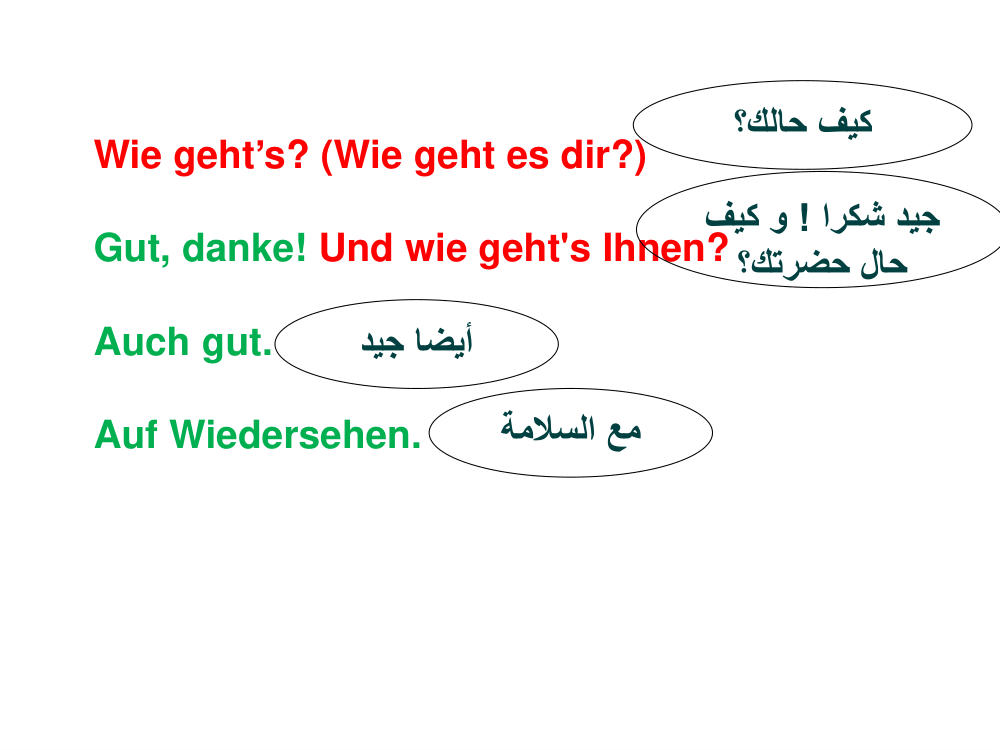 Wie geht’s? (Wie geht es dir?)
كيف حالك؟
Gut, danke! Und wie geht's Ihnen?
جيد شكرا ! و كيف
حال حضرتك؟
Auch gut.
أيضا جيد
Auf Wiedersehen.
مع السلامة